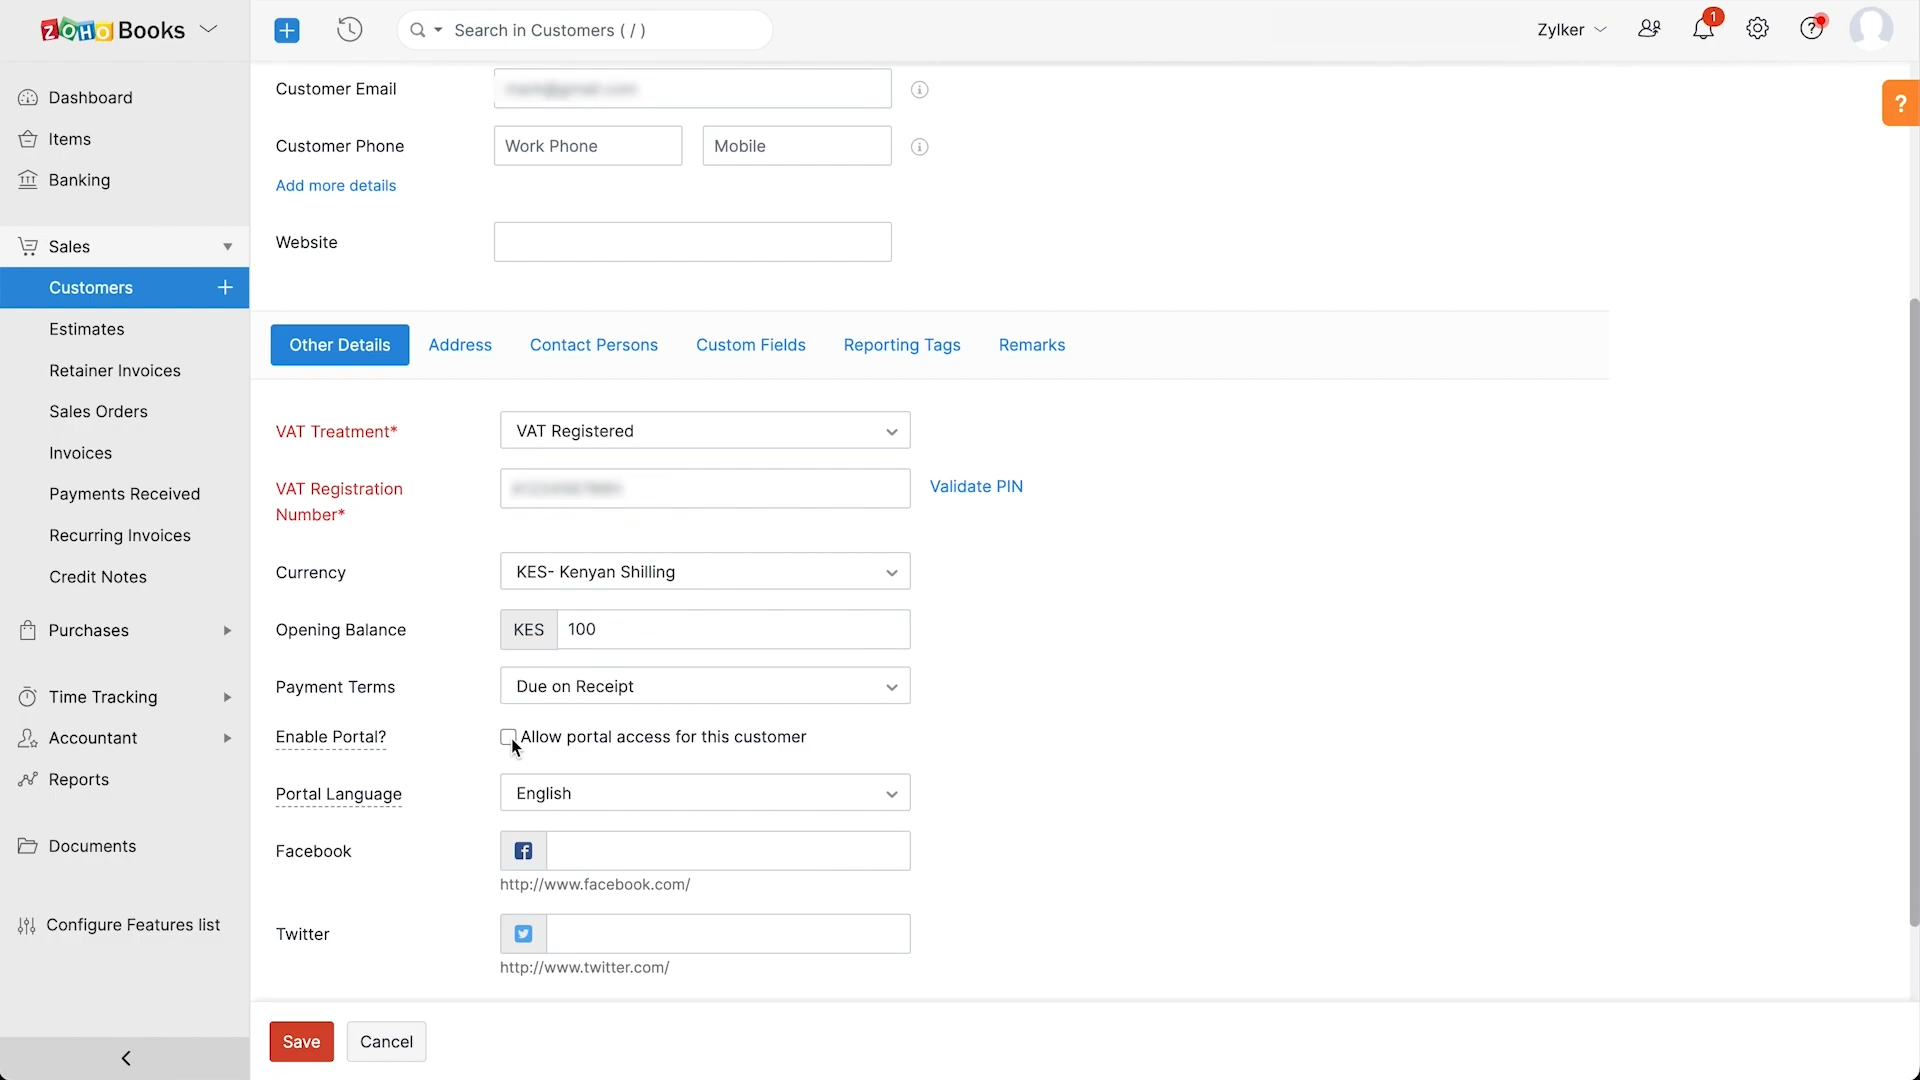 ZOHO Books
Search in Customers ( / )
Zylker
1
?
Dashboard
Items
Banking
Sales
Customers
Estimates
Retainer Invoices
Sales Orders
Invoices
Payments Received
Recurring Invoices
Credit Notes
Purchases
Time Tracking
Accountant
Reports
Documents
Configure Features list
Customer Email
Customer Phone
Work Phone
Mobile
Add more details
Website
?
Other Details Address Contact Persons Custom Fields Reporting Tags Remarks
VAT Treatment*
VAT Registered
VAT Registration
Number*
Validate PIN
Currency
KES- Kenyan Shilling
Opening Balance
KES 100
Payment Terms
Due on Receipt
Enable Portal?
Allow portal access for this customer
Portal Language
English
Facebook
http://www.facebook.com/
Twitter
http://www.twitter.com/
Save
Cancel